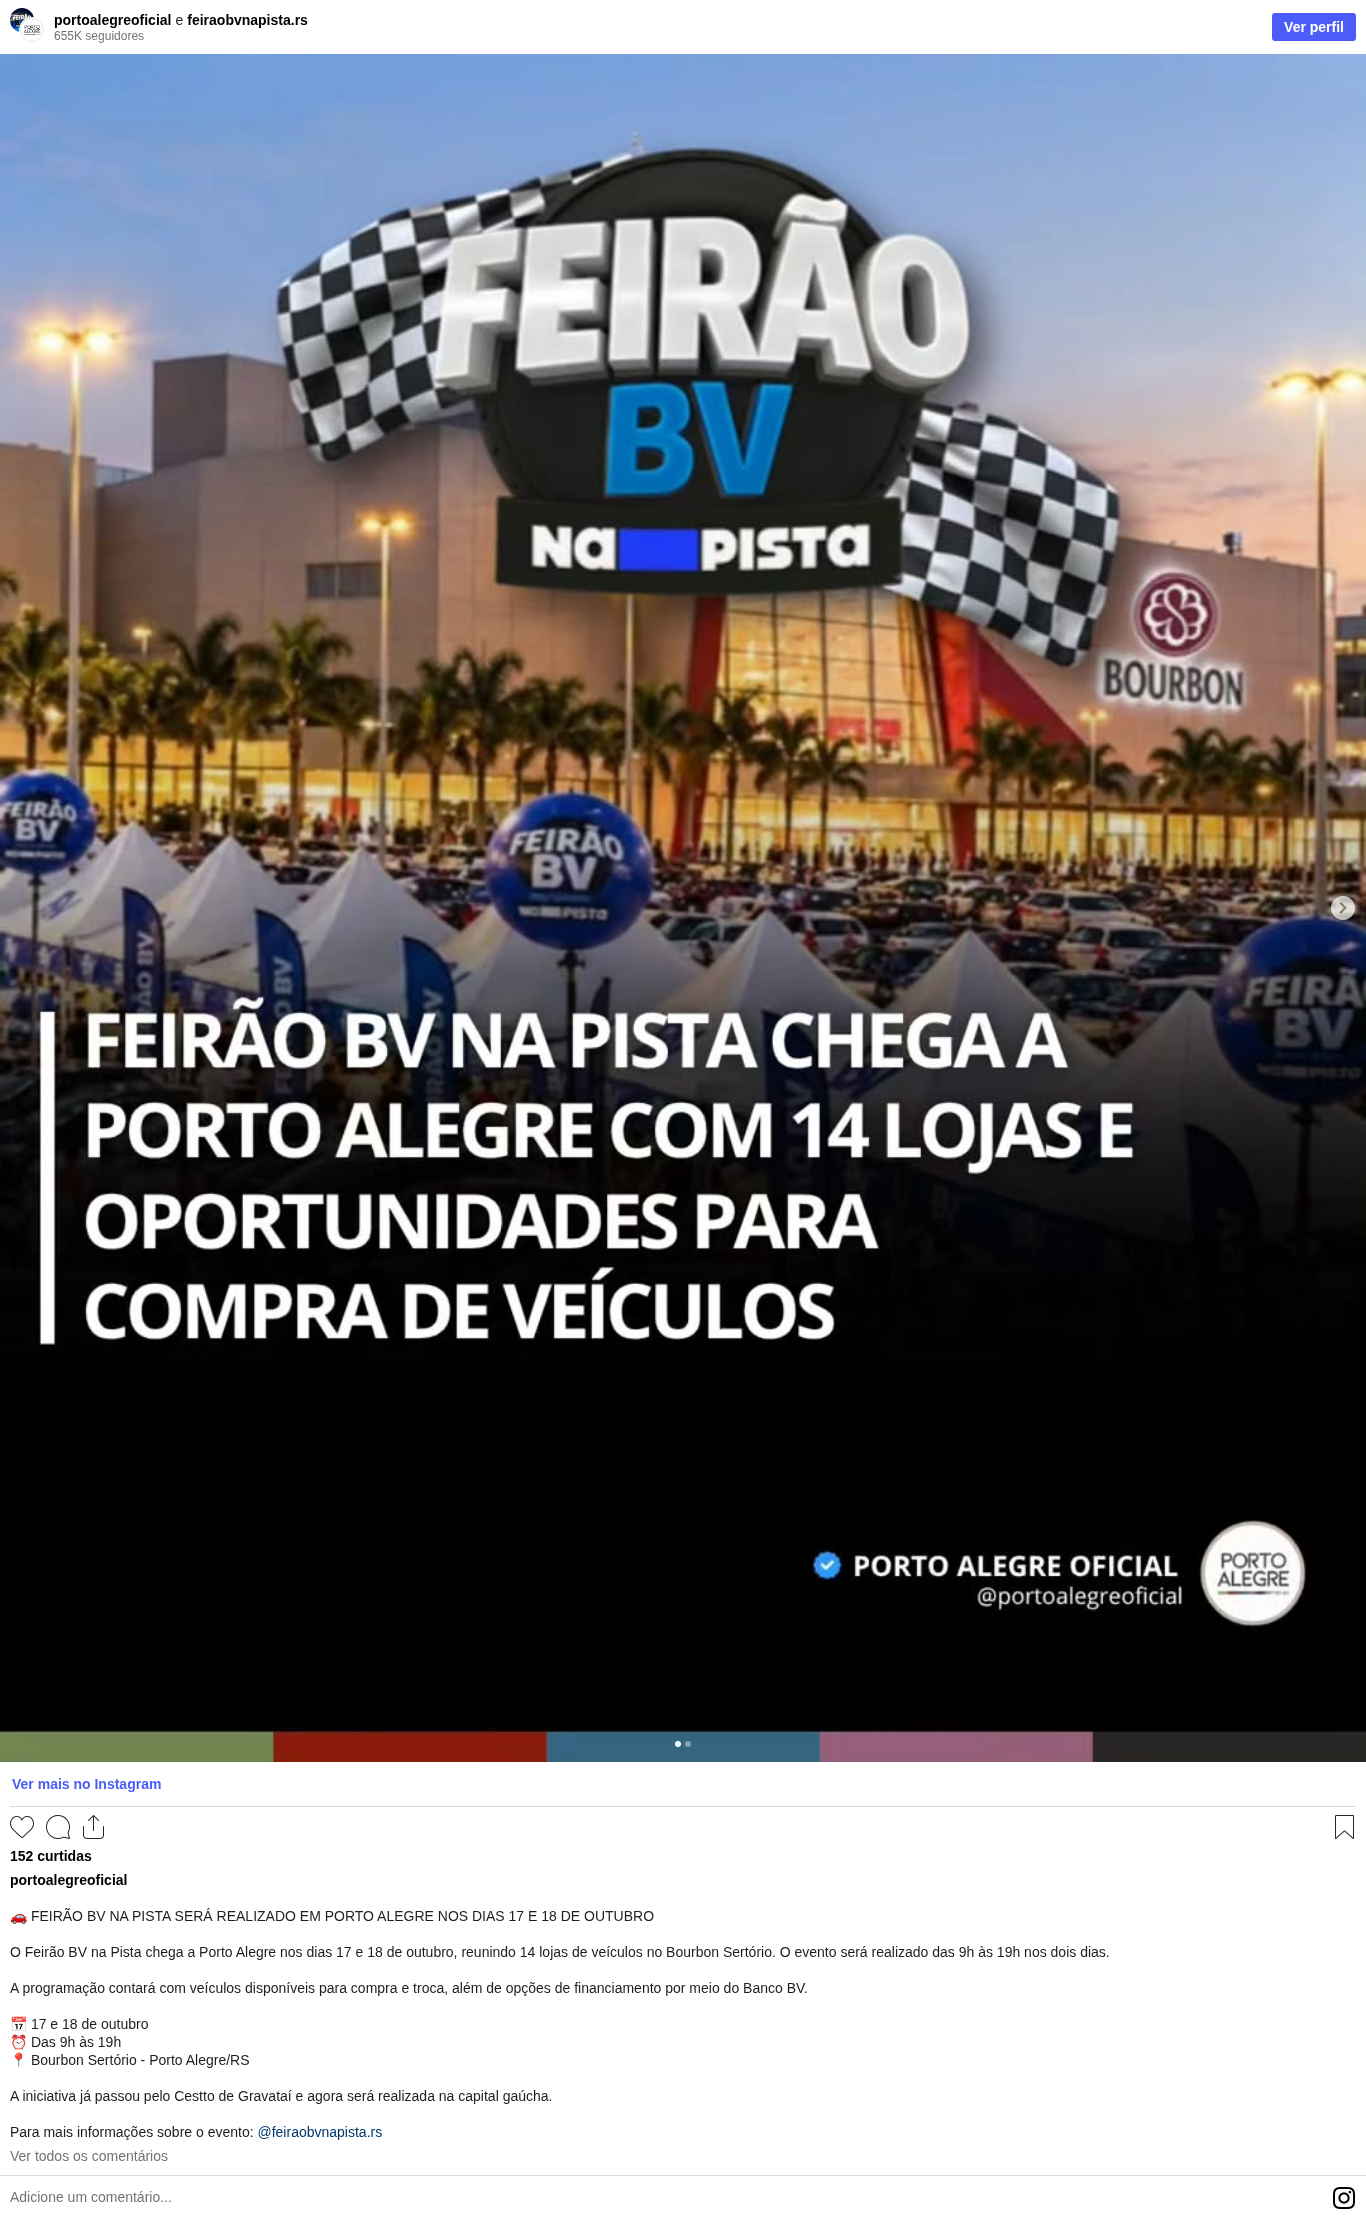 portoalegreoficial e feiraobvnapista.rs
655K seguidores
Ver perfil
FEIRÃO
BV
Na PISTA
BOURBON
FEIRÃO
BV
FEIRÃO
BV
NA PISTA
FEIRÃO BV NA PISTA CHEGA A
PORTO ALEGRE COM 14 LOJAS E
OPORTUNIDADES PARA
COMPRA DE VEÍCULOS
PORTO ALEGRE OFICIAL
@portoalegreoficial
PORTO
ALEGRE
Ver mais no Instagram
152 curtidas
portoalegreoficial
🚗 FEIRÃO BV NA PISTA SERÁ REALIZADO EM PORTO ALEGRE NOS DIAS 17 E 18 DE OUTUBRO
O Feirão BV na Pista chega a Porto Alegre nos dias 17 e 18 de outubro, reunindo 14 lojas de veículos no Bourbon Sertório. O evento será realizado das 9h às 19h nos dois dias.
A programação contará com veículos disponíveis para compra e troca, além de opções de financiamento por meio do Banco BV.
📅 17 e 18 de outubro
⏰ Das 9h às 19h
📍 Bourbon Sertório - Porto Alegre/RS
A iniciativa já passou pelo Cestto de Gravataí e agora será realizada na capital gaúcha.
Para mais informações sobre o evento: @feiraobvnapista.rs
Ver todos os comentários
Adicione um comentário...